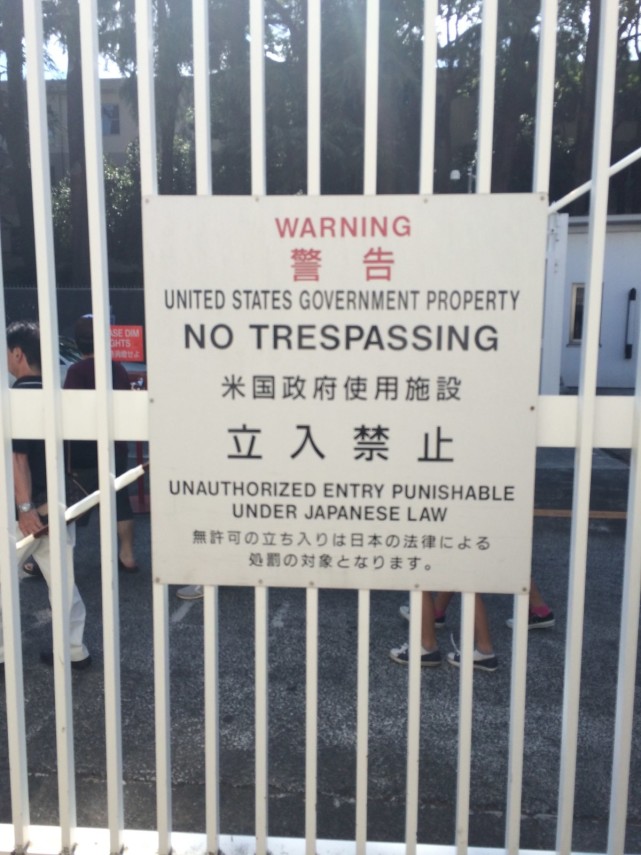 WARNING
警告
UNITED STATES GOVERNMENT PROPERTY
NO TRESPASSING
米国政府使用施設
立入禁止
UNAUTHORIZED ENTRY PUNISHABLE
UNDER JAPANESE LAW
無許可の立ち入りは日本の法律による
処罰の対象となります。